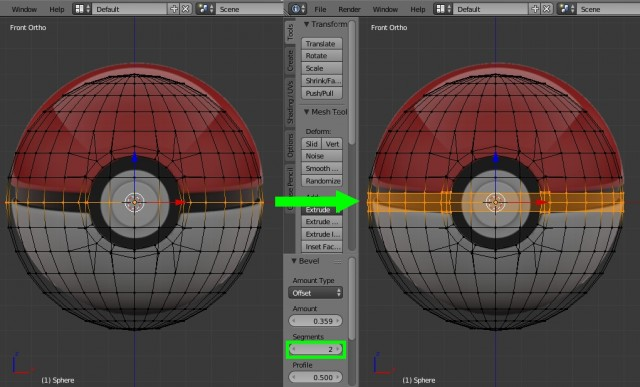 Window Help Default Scene
Front Ortho
(1) Sphere
File Render Window Help Default Scene
Tools
Create
Shading / UVs
Options
Transform
Translate
Rotate
Scale
Shrink/Fa...
Push/Pull
Mesh Tool
Deform:
Slid Vert
Noise
Smooth ...
Randomize
Add
Extrude
Extrude ...
Extrude I...
Inset Fac...
Bevel
Amount Type
Offset
Amount
0.359
Segments
2
Profile
0.500
Front Ortho
(1) Sphere